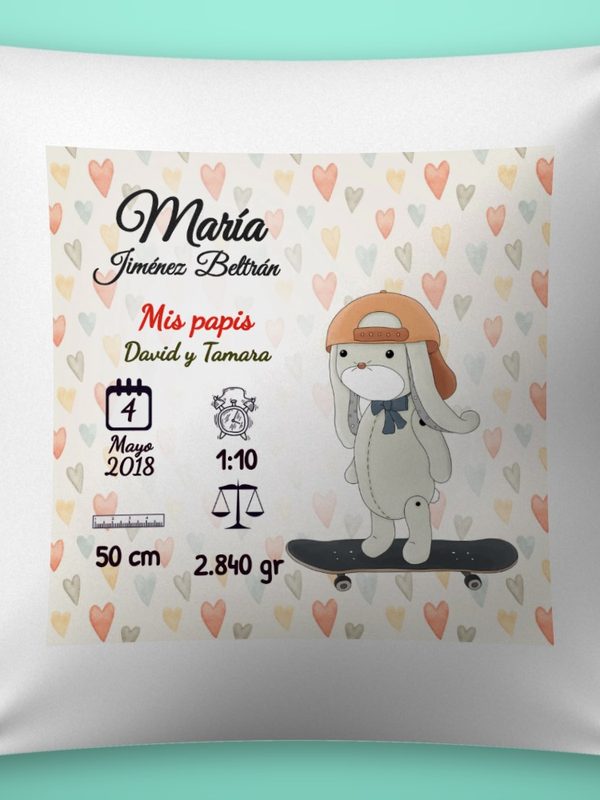 María
Jiménez Beltrán
Mis papis
David y Tamara
4
Mayo
2018
1:10
50 cm
2.840 gr